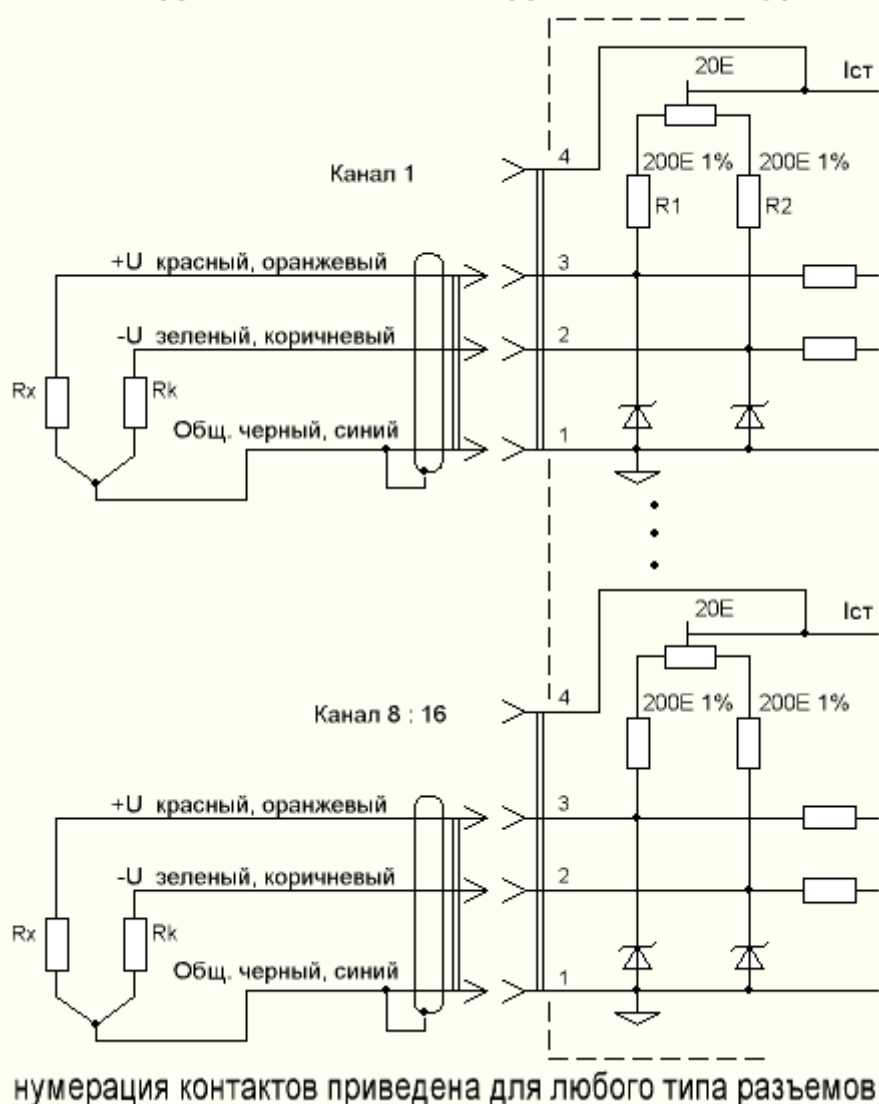 20E
Iст
4
200E 1% 200E 1%
Канал 1
R1 R2
+U красный, оранжевый
3
-U зеленый, коричневый
2
Rx Rk
Общ. черный, синий
1
20E
Iст
4
200E 1% 200E 1%
Канал 8 : 16
+U красный, оранжевый
3
-U зеленый, коричневый
2
Rx Rk
Общ. черный, синий
1
нумерация контактов приведена для любого типа разъемов